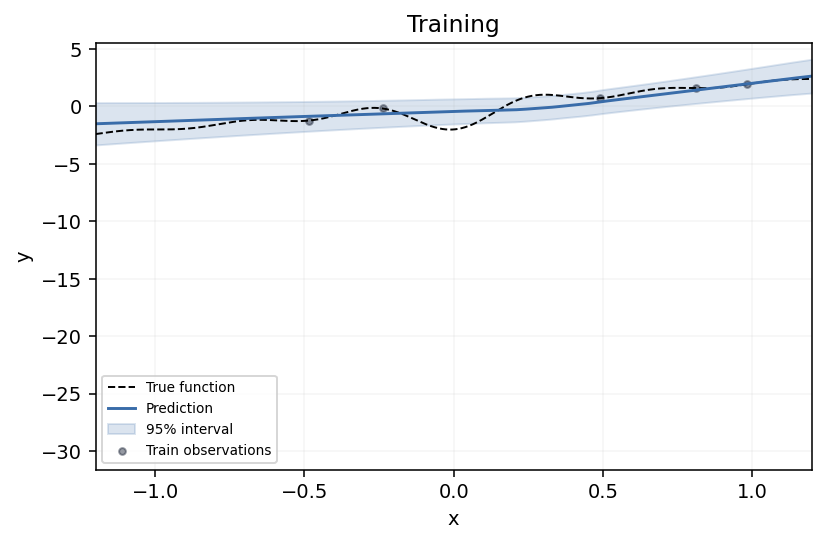 Training
5
0
−5
−10
−15
−20
−25
−30
y
True function
Prediction
95% interval
Train observations
−1.0 −0.5 0.0 0.5 1.0
x